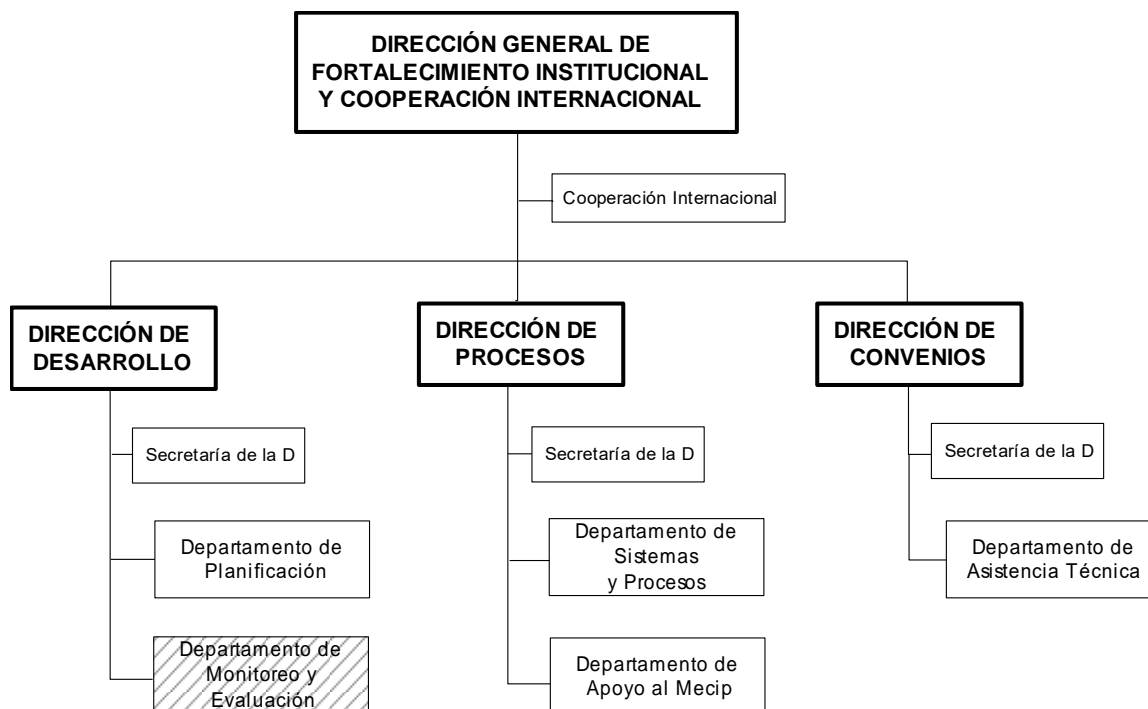 DIRECCIÓN GENERAL DE
FORTALECIMIENTO INSTITUCIONAL
Y COOPERACIÓN INTERNACIONAL
Cooperación Internacional
DIRECCIÓN DE
DESARROLLO
Secretaría de la D
Departamento de
Planificación
Departamento de
Monitoreo y
Evaluación
DIRECCIÓN DE
PROCESOS
Secretaría de la D
Departamento de
Sistemas
y Procesos
Departamento de
Apoyo al Mecip
DIRECCIÓN DE
CONVENIOS
Secretaría de la D
Departamento de
Asistencia Técnica